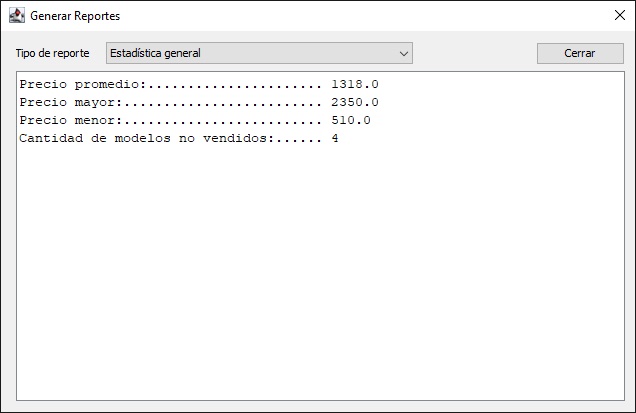 Generar Reportes
Tipo de reporte Estadística general Cerrar
Precio promedio:...................... 1318.0
Precio mayor:......................... 2350.0
Precio menor:......................... 510.0
Cantidad de modelos no vendidos:...... 4